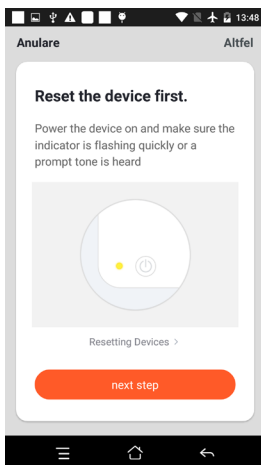 13:48
Anulare Altfel
Reset the device first.
Power the device on and make sure the
indicator is flashing quickly or a
prompt tone is heard
Resetting Devices >
next step